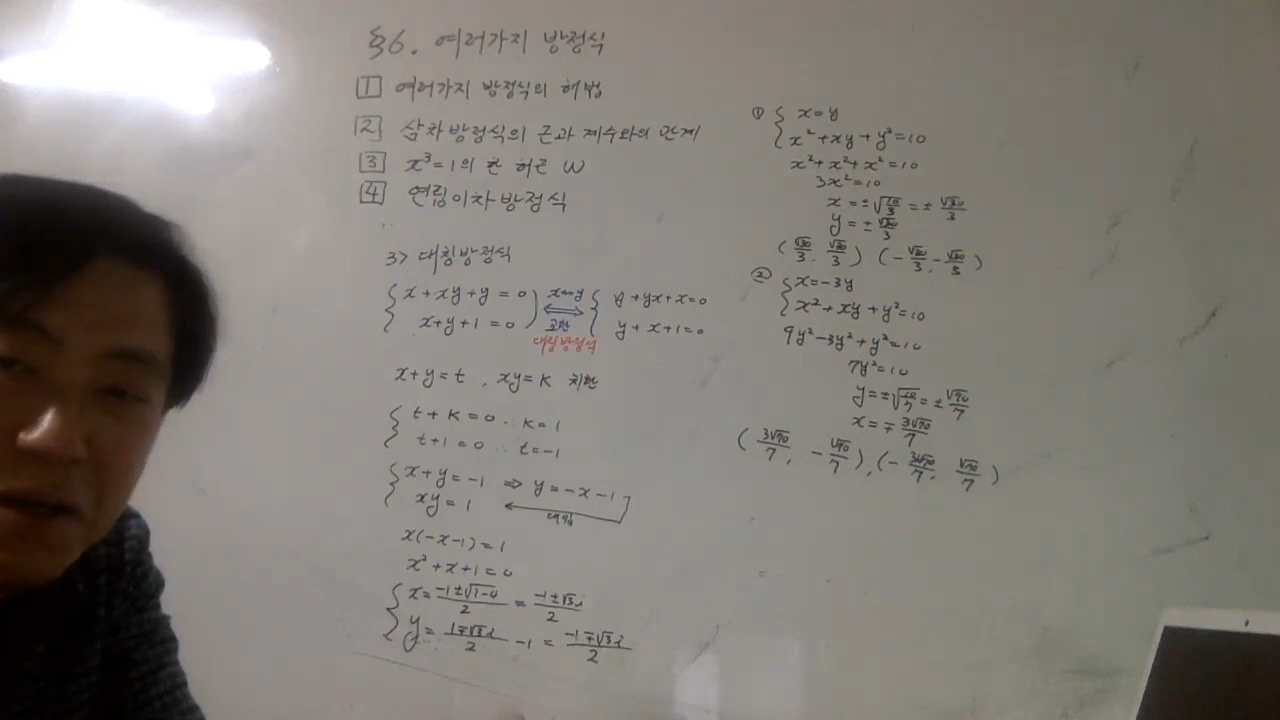 §6. 여러가지 방정식
1 여러가지 방정식의 해법
2 삼차방정식의 근과 계수와의 관계
3 x³=1의 한 허근 ω
4 연립이차방정식
3> 대칭방정식
x+xy+y=0
x+y+1=0
x↔y
교환
대칭방정식
y+yx+x=0
y+x+1=0
x+y=t, xy=k 치환
t+k=0 ∴ k=1
t+1=0 ∴ t=-1
x+y=-1 ⇒ y=-x-1
xy=1
대입
x(-x-1)=1
x²+x+1=0
x=(-1±√(1-4))/2=(-1±√3i)/2
y=(1∓√3i)/2-1=(-1∓√3i)/2
① x=y
x²+xy+y²=10
x²+x²+x²=10
3x²=10
x=±√(10/3)=±√30/3
y=±√30/3
(√30/3, √30/3) (-√30/3, -√30/3)
② x=-3y
x²+xy+y²=10
9y²-3y²+y²=10
7y²=10
y=±√(10/7)=±√70/7
x=∓3√70/7
(3√70/7, -√70/7), (-3√70/7, √70/7)